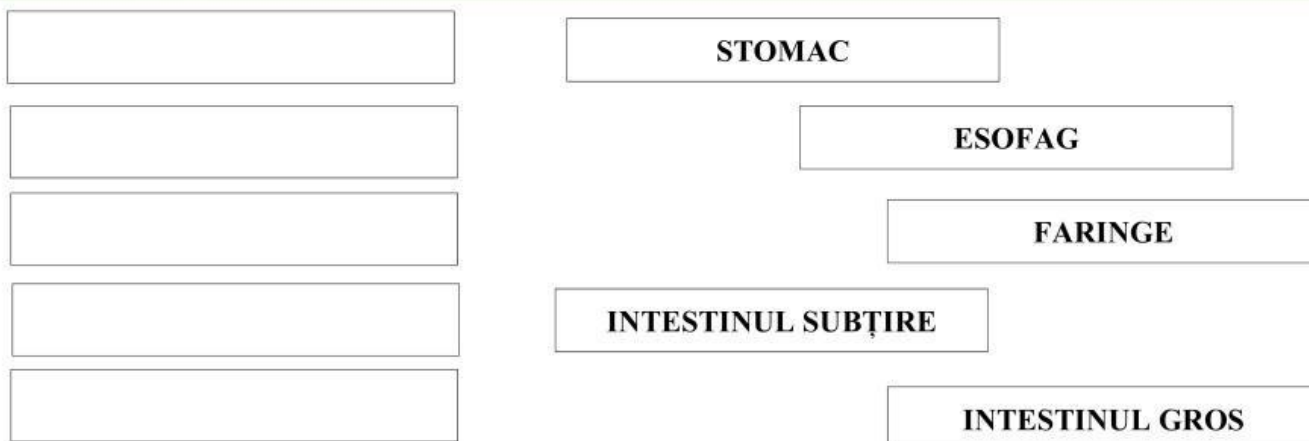 STOMAC
ESOFAG
FARINGE
INTESTINUL SUBȚIRE
INTESTINUL GROS